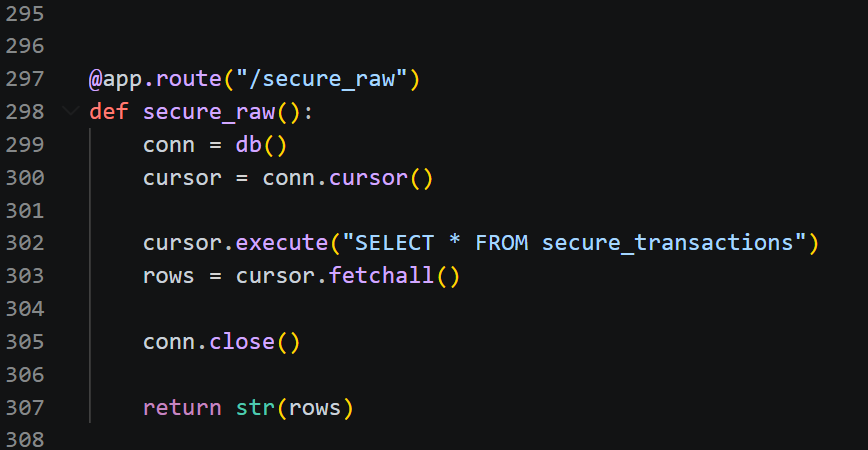 295
296
297 @app.route("/secure_raw")
298 def secure_raw():
299     conn = db()
300     cursor = conn.cursor()
301
302     cursor.execute("SELECT * FROM secure_transactions")
303     rows = cursor.fetchall()
304
305     conn.close()
306
307     return str(rows)
308